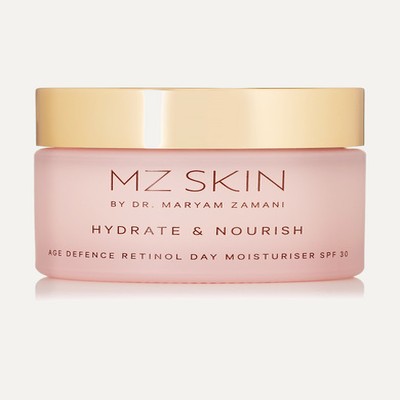 MZ SKIN
BY DR. MARYAM ZAMANI
HYDRATE & NOURISH
AGE DEFENCE RETINOL DAY MOISTURISER SPF 30